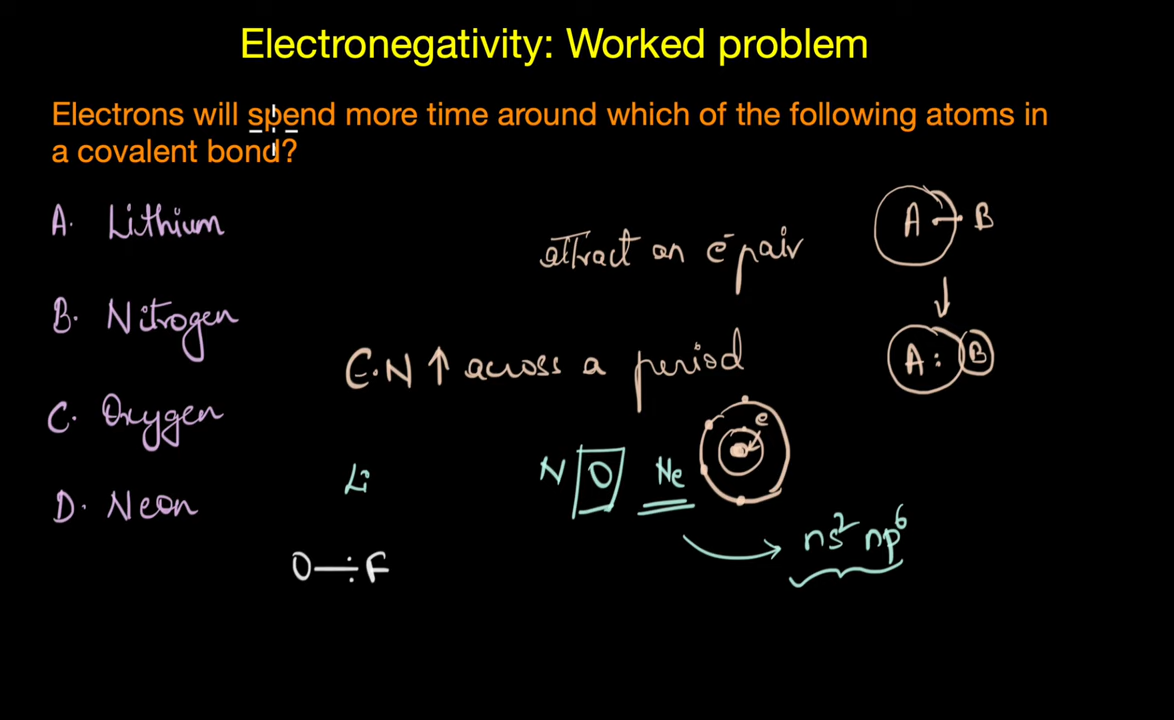 Electronegativity: Worked problem
Electrons will spend more time around which of the following atoms in
a covalent bond?
A. Lithium
B. Nitrogen
C. Oxygen
D. Neon
attract an e⁻ pair
A - B
↓
A : B
E.N ↑ across a period
e
Li
N O Ne
ns² np⁶
O — : F